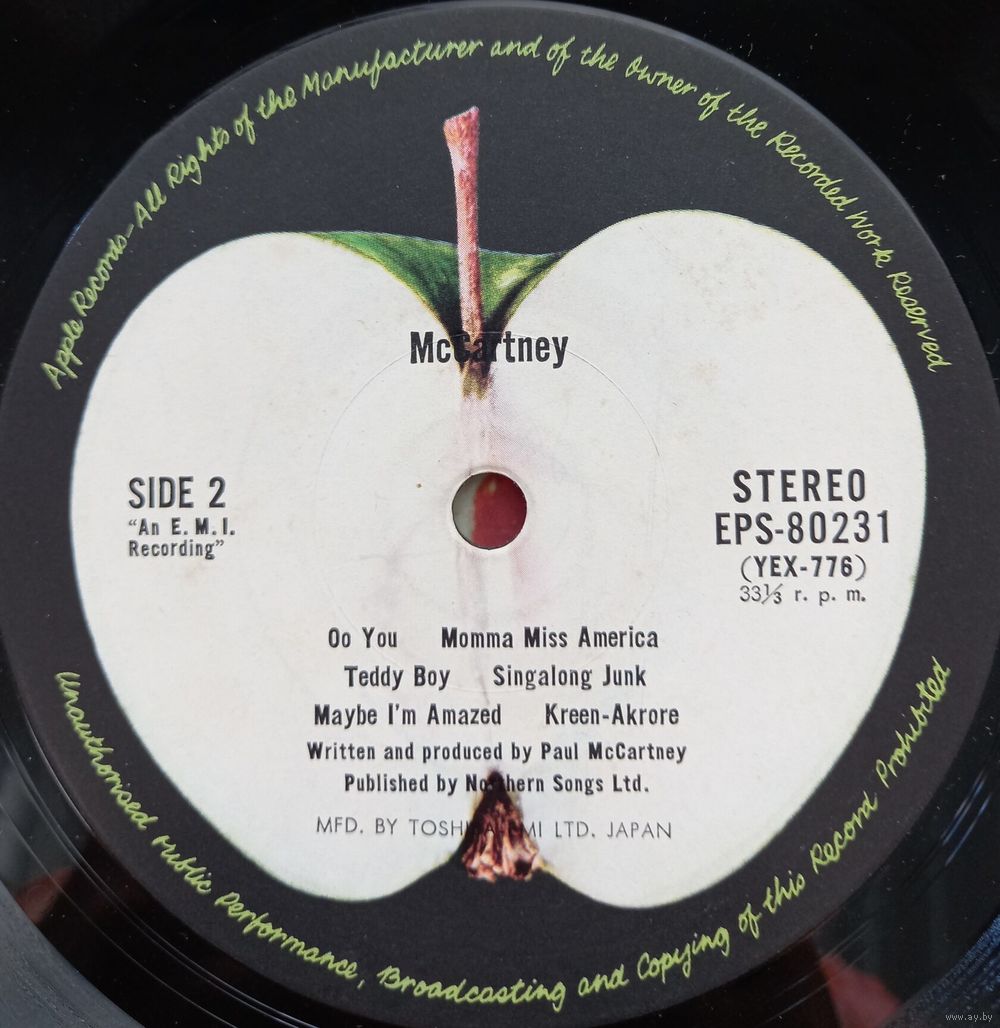 Apple Records-All Rights of the Manufacturer and of the Owner of the Recorded Work Reserved
McCartney
SIDE 2
"An E. M. I.
Recording"
STEREO
EPS-80231
(YEX-776)
33⅓ r. p. m.
Oo You Momma Miss America
Teddy Boy Singalong Junk
Maybe I'm Amazed Kreen-Akrore
Written and produced by Paul McCartney
Published by Northern Songs Ltd.
MFD. BY TOSHIBA EMI LTD. JAPAN
Unauthorised Public Performance, Broadcasting and Copying of this Record Prohibited
www.ay.by